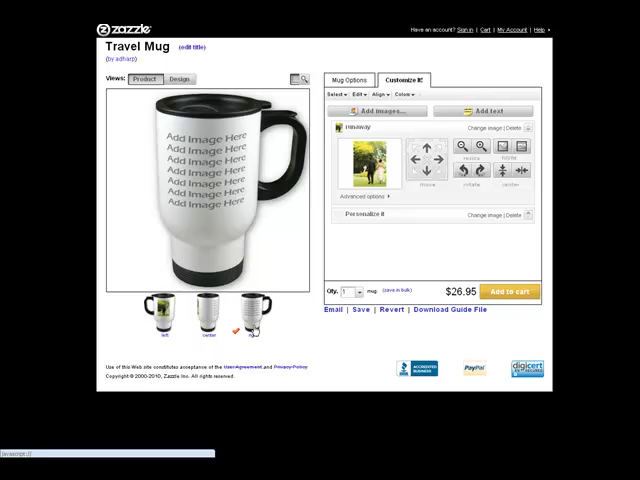 zazzle
Have an account? Sign in | Cart | My Account | Help
Travel Mug (edit title)
(by adharp)
Views: Product Design
Mug Options Customize It!
Select Edit Align Colors
Add images... Add text
Runaway Change image | Delete
Add Image Here
Add Image Here
Add Image Here
Add Image Here
Add Image Here
Add Image Here
Add Image Here
move rotate center
Advanced options
Personalize it Change image | Delete
Qty. 1 mug (save in bulk) $26.95 Add to cart
Email | Save | Revert | Download Guide File
left center
Use of this Web site constitutes acceptance of the User Agreement and Privacy Policy
Copyright © 2000-2010, Zazzle Inc. All rights reserved.
BBB ACCREDITED BUSINESS
PayPal
digicert
javascript://